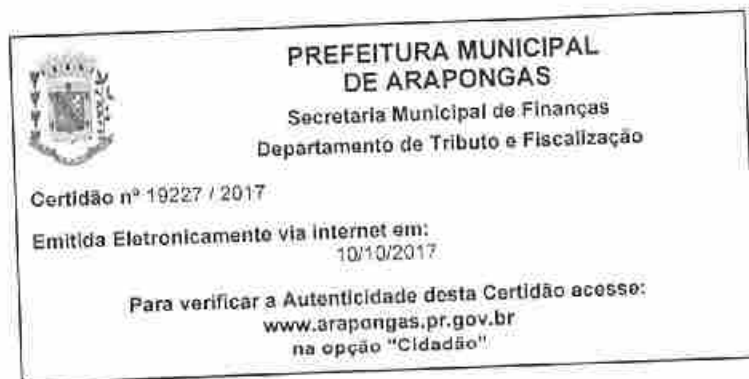 PREFEITURA MUNICIPAL
DE ARAPONGAS
Secretaria Municipal de Finanças
Departamento de Tributo e Fiscalização
Certidão nº 19227 / 2017
Emitida Eletronicamente via internet em:
10/10/2017
Para verificar a Autenticidade desta Certidão acesse:
www.arapongas.pr.gov.br
na opção "Cidadão"